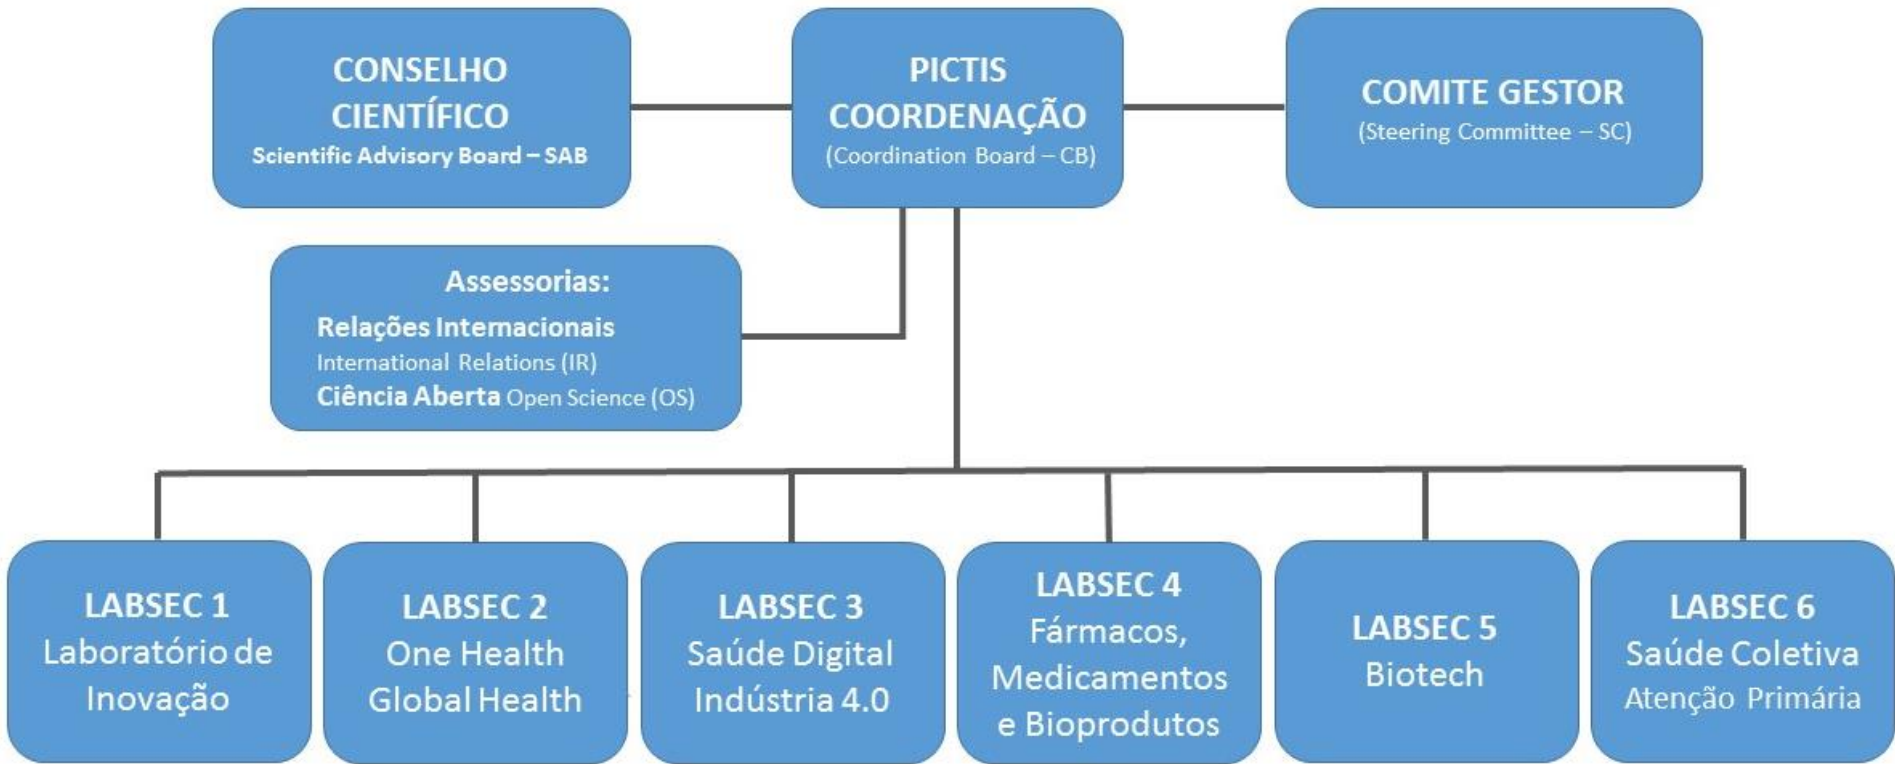 CONSELHO
CIENTÍFICO
Scientific Advisory Board – SAB
PICTIS
COORDENAÇÃO
(Coordination Board – CB)
COMITE GESTOR
(Steering Committee – SC)
Assessorias:
Relações Internacionais
International Relations (IR)
Ciência Aberta Open Science (OS)
LABSEC 1
Laboratório de
Inovação
LABSEC 2
One Health
Global Health
LABSEC 3
Saúde Digital
Indústria 4.0
LABSEC 4
Fármacos,
Medicamentos
e Bioprodutos
LABSEC 5
Biotech
LABSEC 6
Saúde Coletiva
Atenção Primária